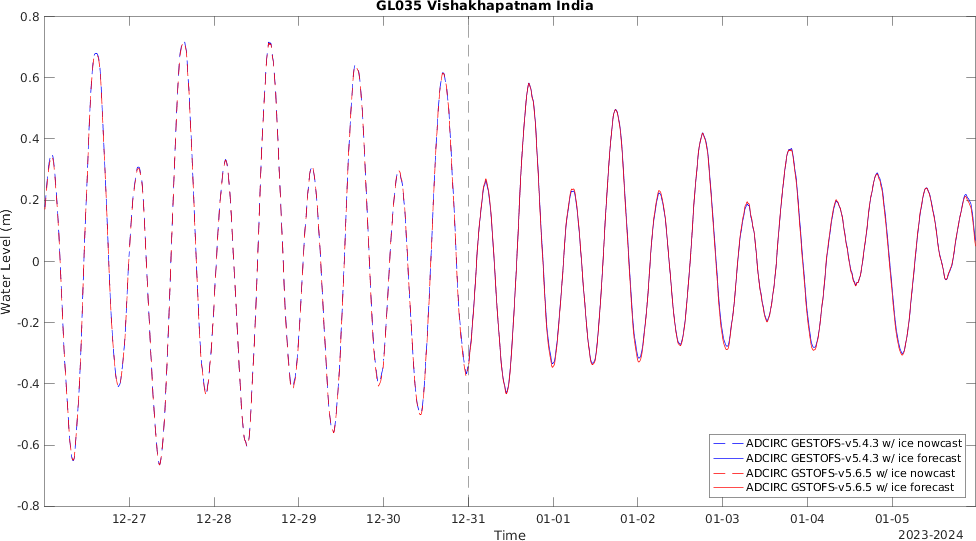 GL035 Vishakhapatnam India
0.8
0.6
0.4
0.2
0
-0.2
-0.4
-0.6
-0.8
Water Level (m)
ADCIRC GESTOFS-v5.4.3 w/ ice nowcast
ADCIRC GESTOFS-v5.4.3 w/ ice forecast
ADCIRC GSTOFS-v5.6.5 w/ ice nowcast
ADCIRC GSTOFS-v5.6.5 w/ ice forecast
12-27 12-28 12-29 12-30 12-31 01-01 01-02 01-03 01-04 01-05
Time
2023-2024